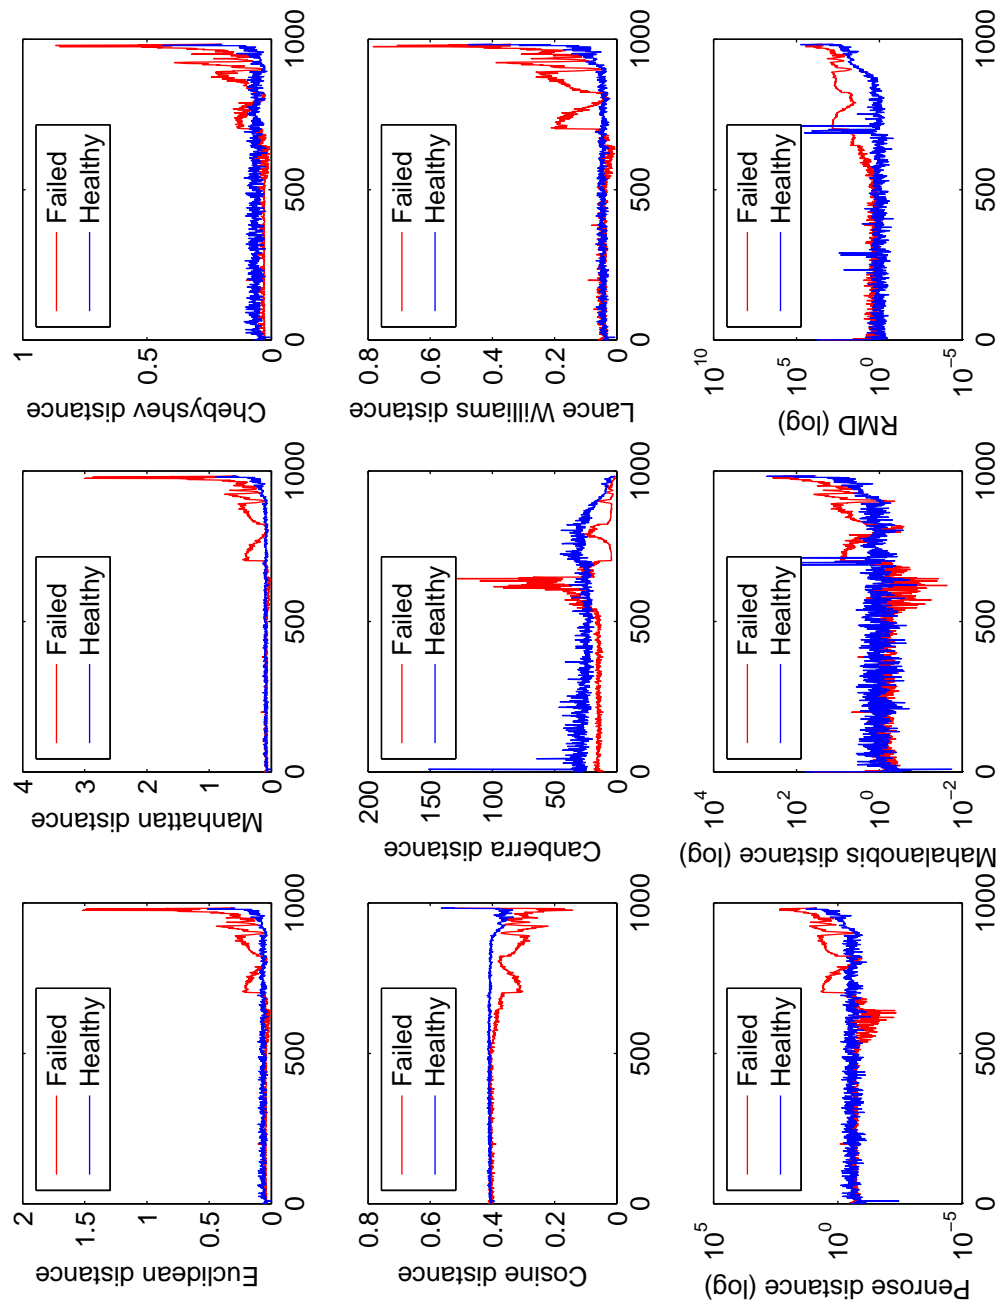 2
1.5
1
0.5
0
Euclidean distance
Failed
Healthy
0
500
1000
4
3
2
1
0
Manhattan distance
Failed
Healthy
0
500
1000
1
0.5
0
Chebyshev distance
Failed
Healthy
0
500
1000
0.8
0.6
0.4
0.2
0
Cosine distance
Failed
Healthy
0
500
1000
200
150
100
50
0
Canberra distance
Failed
Healthy
0
500
1000
0.8
0.6
0.4
0.2
0
Lance Williams distance
Failed
Healthy
0
500
1000
10^5
10^0
10^−5
Penrose distance (log)
Failed
Healthy
0
500
1000
10^4
10^2
10^0
10^−2
Mahalanobis distance (log)
Failed
Healthy
0
500
1000
10^10
10^5
10^0
10^−5
RMD (log)
Failed
Healthy
0
500
1000